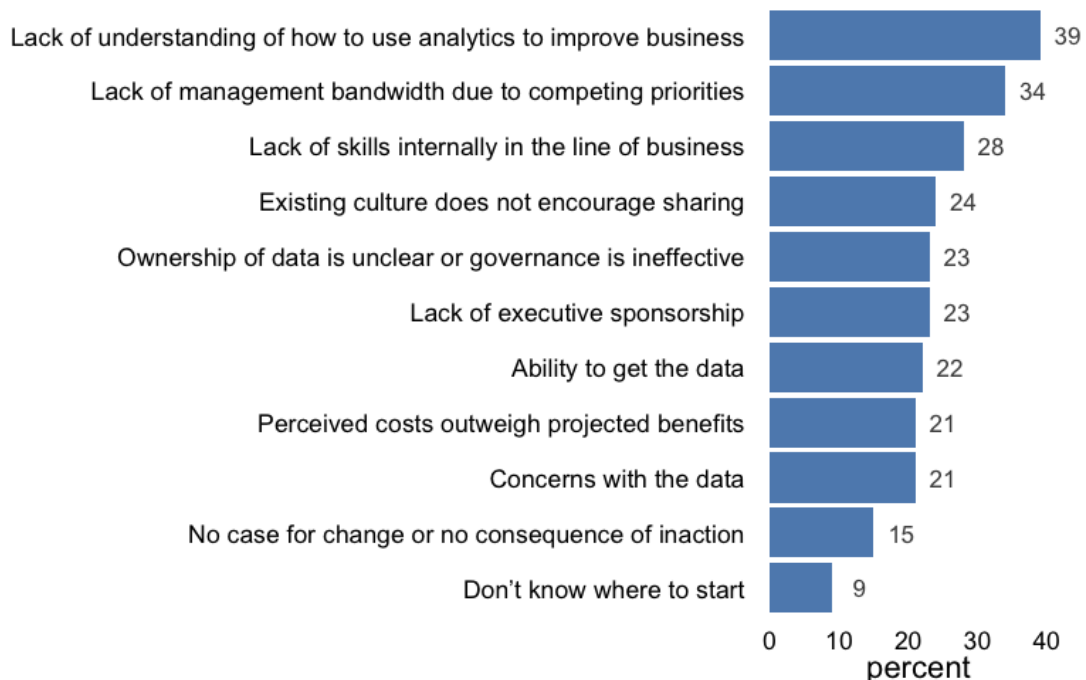 Lack of understanding of how to use analytics to improve business 39
Lack of management bandwidth due to competing priorities 34
Lack of skills internally in the line of business 28
Existing culture does not encourage sharing 24
Ownership of data is unclear or governance is ineffective 23
Lack of executive sponsorship 23
Ability to get the data 22
Perceived costs outweigh projected benefits 21
Concerns with the data 21
No case for change or no consequence of inaction 15
Don’t know where to start 9
0 10 20 30 40
percent